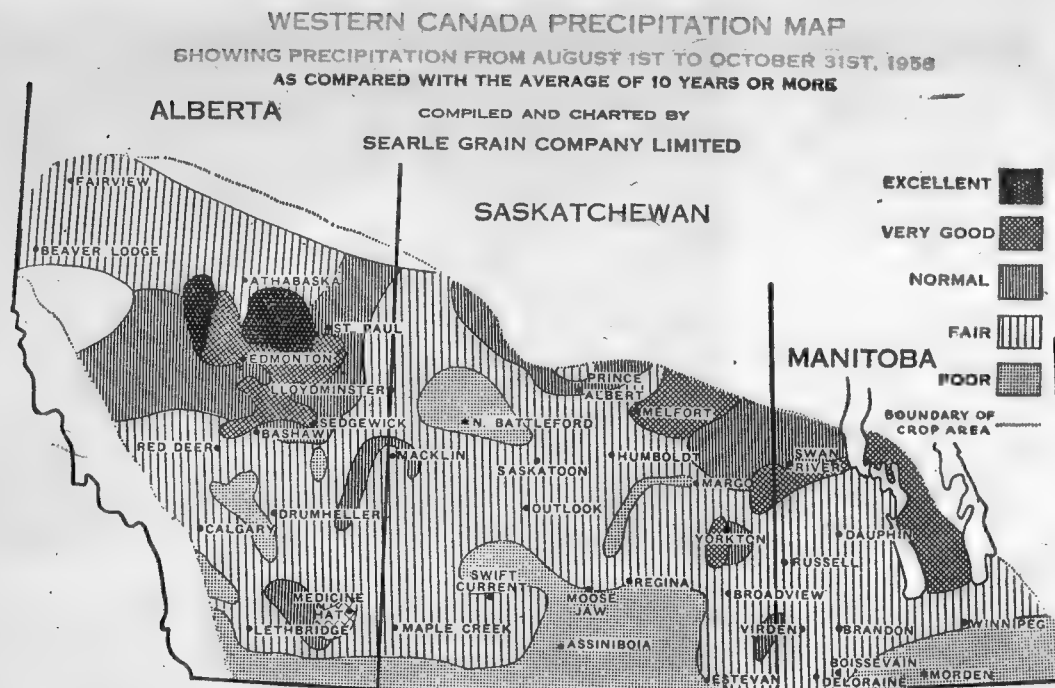 WESTERN CANADA PRECIPITATION MAP
SHOWING PRECIPITATION FROM AUGUST 1ST TO OCTOBER 31ST, 1956
AS COMPARED WITH THE AVERAGE OF 10 YEARS OR MORE
COMPILED AND CHARTED BY
SEARLE GRAIN COMPANY LIMITED
ALBERTA
SASKATCHEWAN
MANITOBA
EXCELLENT
VERY GOOD
NORMAL
FAIR
POOR
BOUNDARY OF
CROP AREA
FAIRVIEW
BEAVER LODGE
ATHABASKA
ST. PAUL
EDMONTON
LLOYDMINSTER
SEDGEWICK
BASHAW
RED DEER
MACKLIN
DRUMHELLER
CALGARY
MEDICINE
HAT
LETHBRIDGE
MAPLE CREEK
PRINCE
ALBERT
MELFORT
N. BATTLEFORD
SASKATOON
HUMBOLDT
MARGO
OUTLOOK
SWIFT
CURRENT
MOOSE
JAW
REGINA
ASSINIBOIA
YORKTON
BROADVIEW
ESTEVAN
SWAN
RIVER
DAUPHIN
RUSSELL
VIRDEN
BRANDON
WINNIPEG
BOISSEVAIN
DELORAINE
MORDEN